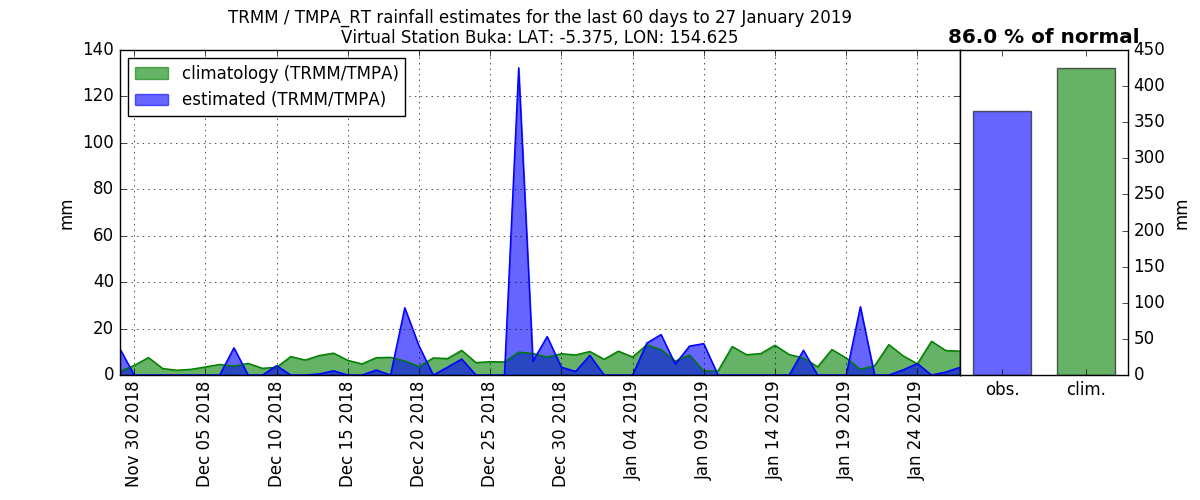 TRMM / TMPA_RT rainfall estimates for the last 60 days to 27 January 2019
Virtual Station Buka: LAT: -5.375, LON: 154.625
86.0 % of normal
climatology (TRMM/TMPA)
estimated (TRMM/TMPA)
mm
140
120
100
80
60
40
20
0
Nov 30 2018
Dec 05 2018
Dec 10 2018
Dec 15 2018
Dec 20 2018
Dec 25 2018
Dec 30 2018
Jan 04 2019
Jan 09 2019
Jan 14 2019
Jan 19 2019
Jan 24 2019
450
400
350
300
250
200
150
100
50
0
mm
obs.
clim.